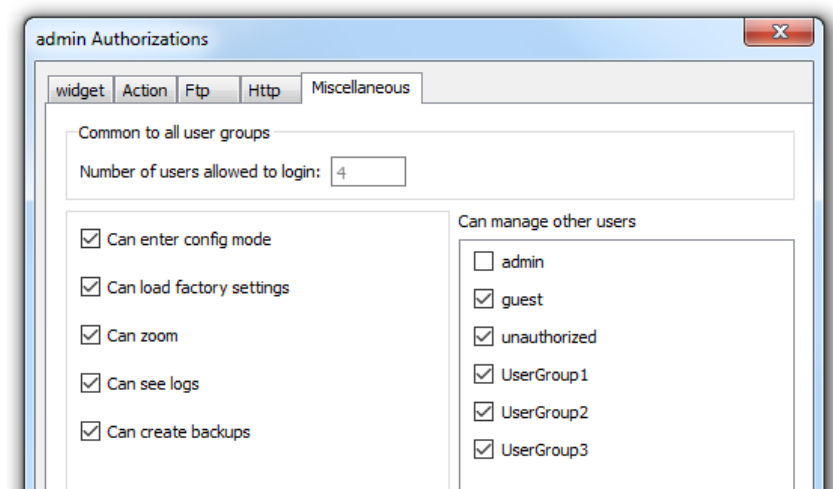 admin Authorizations
widget Action Ftp Http Miscellaneous
Common to all user groups
Number of users allowed to login: 4
Can enter config mode
Can load factory settings
Can zoom
Can see logs
Can create backups
Can manage other users
admin
guest
unauthorized
UserGroup1
UserGroup2
UserGroup3